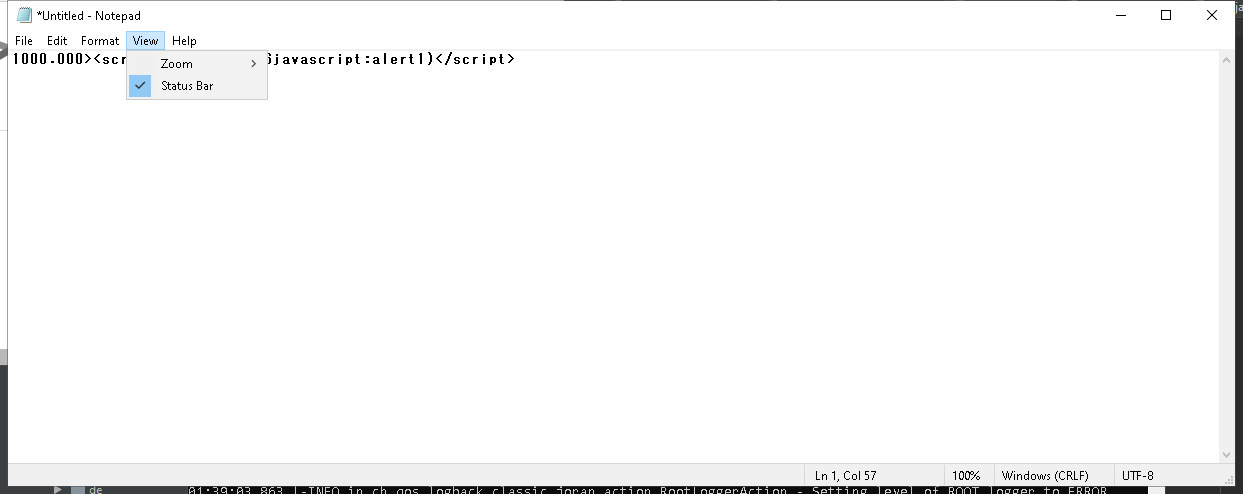 *Untitled - Notepad
File Edit Format View Help
1000.000><scr javascript:alert1)</script>
Zoom >
Status Bar
Ln 1, Col 57 100% Windows (CRLF) UTF-8
de 01:39:03,863 |-INFO in ch.qos.logback.classic.joran.action.RootLoggerAction - Setting level of ROOT logger to ERROR